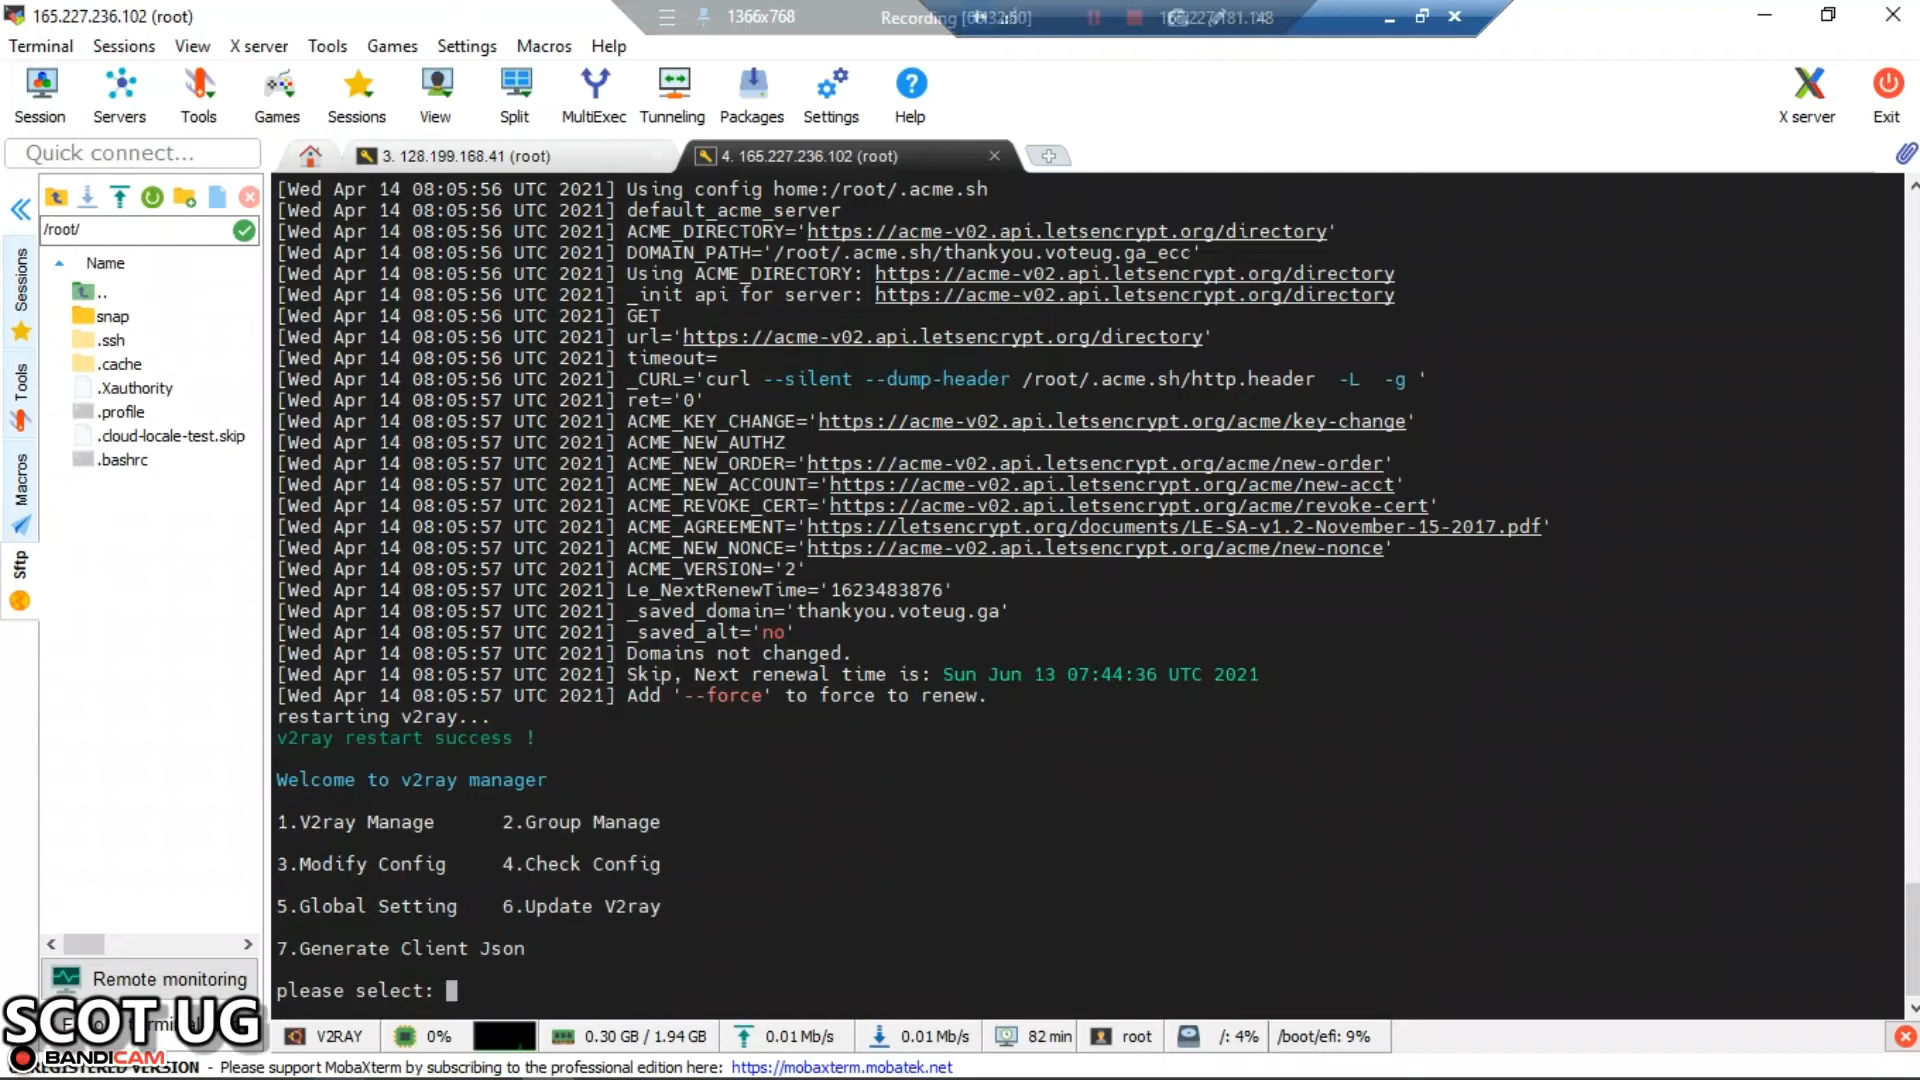 165.227.236.102 (root)
1366x768
Recording
Terminal Sessions View X server Tools Games Settings Macros Help
Session Servers Tools Games Sessions View Split MultiExec Tunneling Packages Settings Help X server Exit
Quick connect...
3. 128.199.168.41 (root)
4. 165.227.236.102 (root)
/root/
Name
..
snap
.ssh
.cache
.Xauthority
.profile
.cloud-locale-test.skip
.bashrc
Sessions
Tools
Macros
Sftp
[Wed Apr 14 08:05:56 UTC 2021] Using config home:/root/.acme.sh
[Wed Apr 14 08:05:56 UTC 2021] default_acme_server
[Wed Apr 14 08:05:56 UTC 2021] ACME_DIRECTORY='https://acme-v02.api.letsencrypt.org/directory'
[Wed Apr 14 08:05:56 UTC 2021] DOMAIN_PATH='/root/.acme.sh/thankyou.voteug.ga_ecc'
[Wed Apr 14 08:05:56 UTC 2021] Using ACME_DIRECTORY: https://acme-v02.api.letsencrypt.org/directory
[Wed Apr 14 08:05:56 UTC 2021] _init api for server: https://acme-v02.api.letsencrypt.org/directory
[Wed Apr 14 08:05:56 UTC 2021] GET
[Wed Apr 14 08:05:56 UTC 2021] url='https://acme-v02.api.letsencrypt.org/directory'
[Wed Apr 14 08:05:56 UTC 2021] timeout=
[Wed Apr 14 08:05:56 UTC 2021] _CURL='curl --silent --dump-header /root/.acme.sh/http.header -L -g '
[Wed Apr 14 08:05:56 UTC 2021] ret='0'
[Wed Apr 14 08:05:57 UTC 2021] ACME_KEY_CHANGE='https://acme-v02.api.letsencrypt.org/acme/key-change'
[Wed Apr 14 08:05:57 UTC 2021] ACME_NEW_AUTHZ
[Wed Apr 14 08:05:57 UTC 2021] ACME_NEW_ORDER='https://acme-v02.api.letsencrypt.org/acme/new-order'
[Wed Apr 14 08:05:57 UTC 2021] ACME_NEW_ACCOUNT='https://acme-v02.api.letsencrypt.org/acme/new-acct'
[Wed Apr 14 08:05:57 UTC 2021] ACME_REVOKE_CERT='https://acme-v02.api.letsencrypt.org/acme/revoke-cert'
[Wed Apr 14 08:05:57 UTC 2021] ACME_AGREEMENT='https://letsencrypt.org/documents/LE-SA-v1.2-November-15-2017.pdf'
[Wed Apr 14 08:05:57 UTC 2021] ACME_NEW_NONCE='https://acme-v02.api.letsencrypt.org/acme/new-nonce'
[Wed Apr 14 08:05:57 UTC 2021] ACME_VERSION='2'
[Wed Apr 14 08:05:57 UTC 2021] Le_NextRenewTime='1623483876'
[Wed Apr 14 08:05:57 UTC 2021] _saved_domain='thankyou.voteug.ga'
[Wed Apr 14 08:05:57 UTC 2021] _saved_alt='no'
[Wed Apr 14 08:05:57 UTC 2021] Domains not changed.
[Wed Apr 14 08:05:57 UTC 2021] Skip, Next renewal time is: Sun Jun 13 07:44:36 UTC 2021
[Wed Apr 14 08:05:57 UTC 2021] Add '--force' to force to renew.
restarting v2ray...
v2ray restart success !
Welcome to v2ray manager
1.V2ray Manage 2.Group Manage
3.Modify Config 4.Check Config
5.Global Setting 6.Update V2ray
7.Generate Client Json
please select:
Remote monitoring
SCOT UG
BANDICAM
V2RAY 0% 0.30 GB / 1.94 GB 0.01 Mb/s 0.01 Mb/s 82 min root /: 4% /boot/efi: 9%
VERSION - Please support MobaXterm by subscribing to the professional edition here: https://mobaxterm.mobatek.net